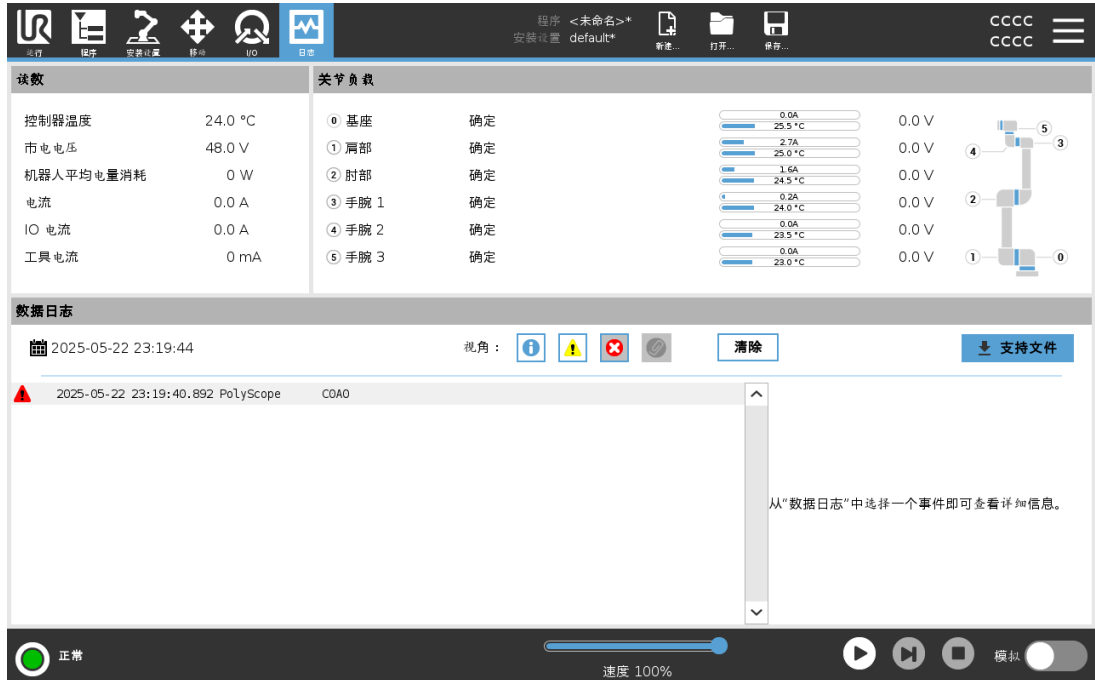 UR 运行
程序
安装设置
移动
I/O
日志
程序 <未命名>*
安装设置 default*
新建...
打开...
保存...
CCCC
CCCC
读数
关节负载
控制器温度 24.0 °C
市电电压 48.0 V
机器人平均电量消耗 0 W
电流 0.0 A
IO 电流 0.0 A
工具电流 0 mA
0 基座 确定 0.0A 25.5 °C 0.0 V
1 肩部 确定 2.7A 25.0 °C 0.0 V
2 肘部 确定 1.6A 24.5 °C 0.0 V
3 手腕 1 确定 0.2A 24.0 °C 0.0 V
4 手腕 2 确定 0.0A 23.5 °C 0.0 V
5 手腕 3 确定 0.0A 23.0 °C 0.0 V
5
3
4
2
1
0
数据日志
2025-05-22 23:19:44
视角：
清除
支持文件
2025-05-22 23:19:40.892 PolyScope C0A0
从“数据日志”中选择一个事件即可查看详细信息。
正常
速度 100%
模拟